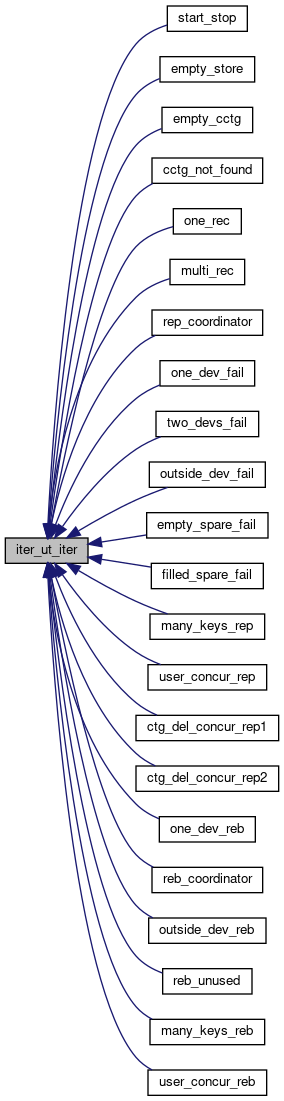 start_stop
empty_store
empty_cctg
cctg_not_found
one_rec
multi_rec
rep_coordinator
one_dev_fail
two_devs_fail
outside_dev_fail
empty_spare_fail
iter_ut_iter
filled_spare_fail
many_keys_rep
user_concur_rep
ctg_del_concur_rep1
ctg_del_concur_rep2
one_dev_reb
reb_coordinator
outside_dev_reb
reb_unused
many_keys_reb
user_concur_reb